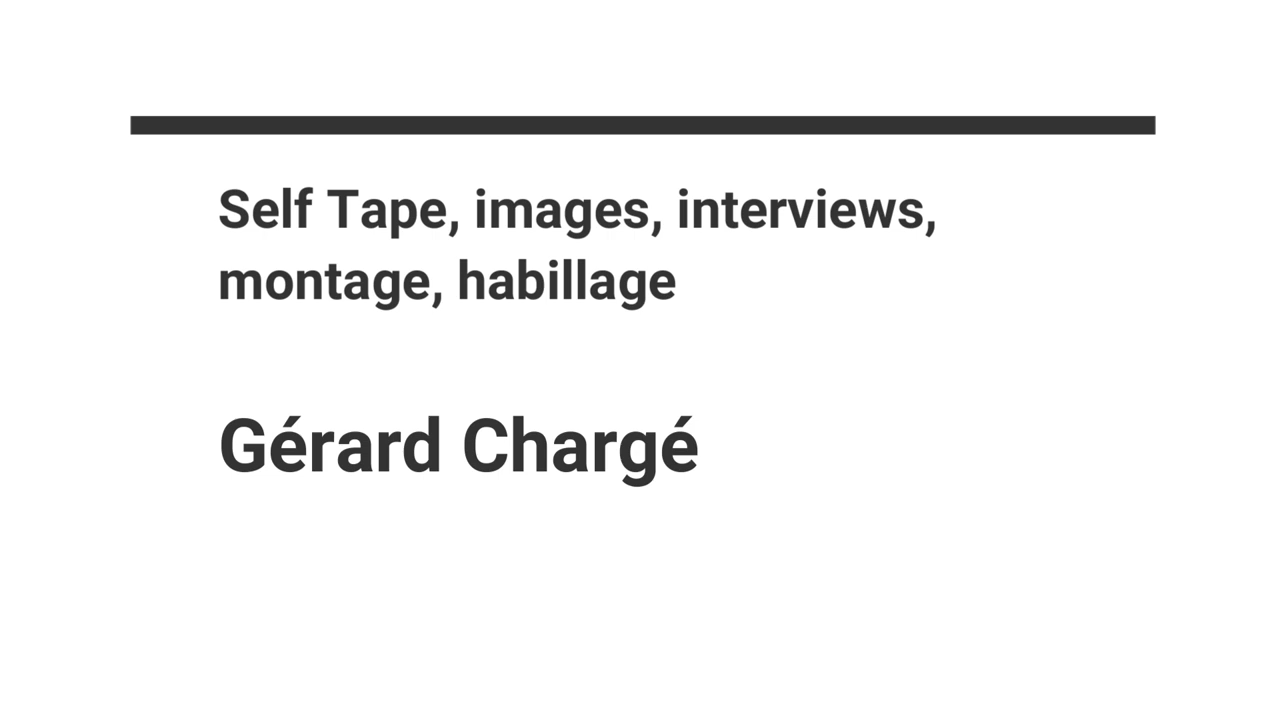 Self Tape, images, interviews,
montage, habillage
Gérard Chargé